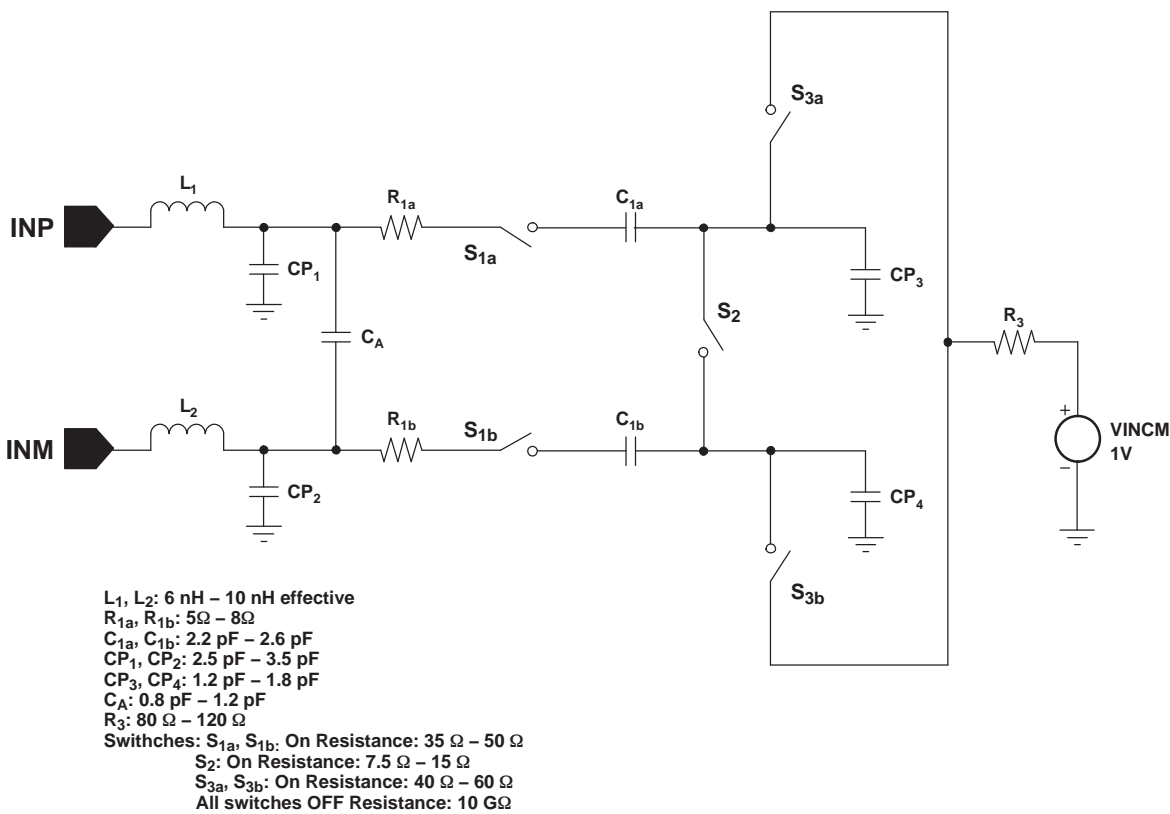 S3a
L1
R1a
C1a
INP
S1a
CP1
CP3
S2
R3
CA
L2
R1b
S1b
C1b
+
VINCM
1V
–
INM
CP2
CP4
S3b
L1, L2: 6 nH – 10 nH effective
R1a, R1b: 5Ω – 8Ω
C1a, C1b: 2.2 pF – 2.6 pF
CP1, CP2: 2.5 pF – 3.5 pF
CP3, CP4: 1.2 pF – 1.8 pF
CA: 0.8 pF – 1.2 pF
R3: 80 Ω – 120 Ω
Swithches: S1a, S1b: On Resistance: 35 Ω – 50 Ω
S2: On Resistance: 7.5 Ω – 15 Ω
S3a, S3b: On Resistance: 40 Ω – 60 Ω
All switches OFF Resistance: 10 GΩ